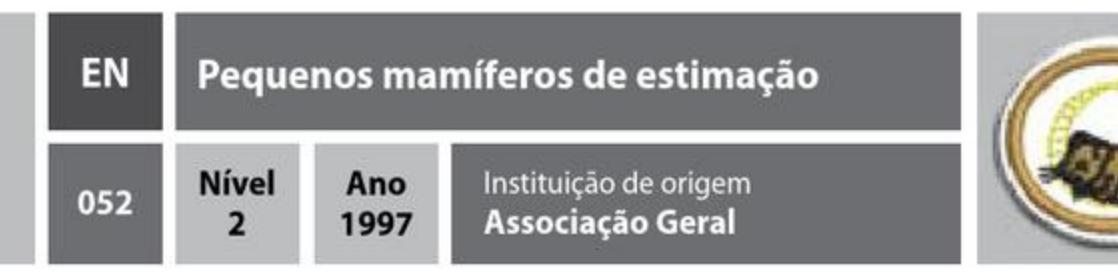 EN
Pequenos mamíferos de estimação
052
Nível
2
Ano
1997
Instituição de origem
Associação Geral